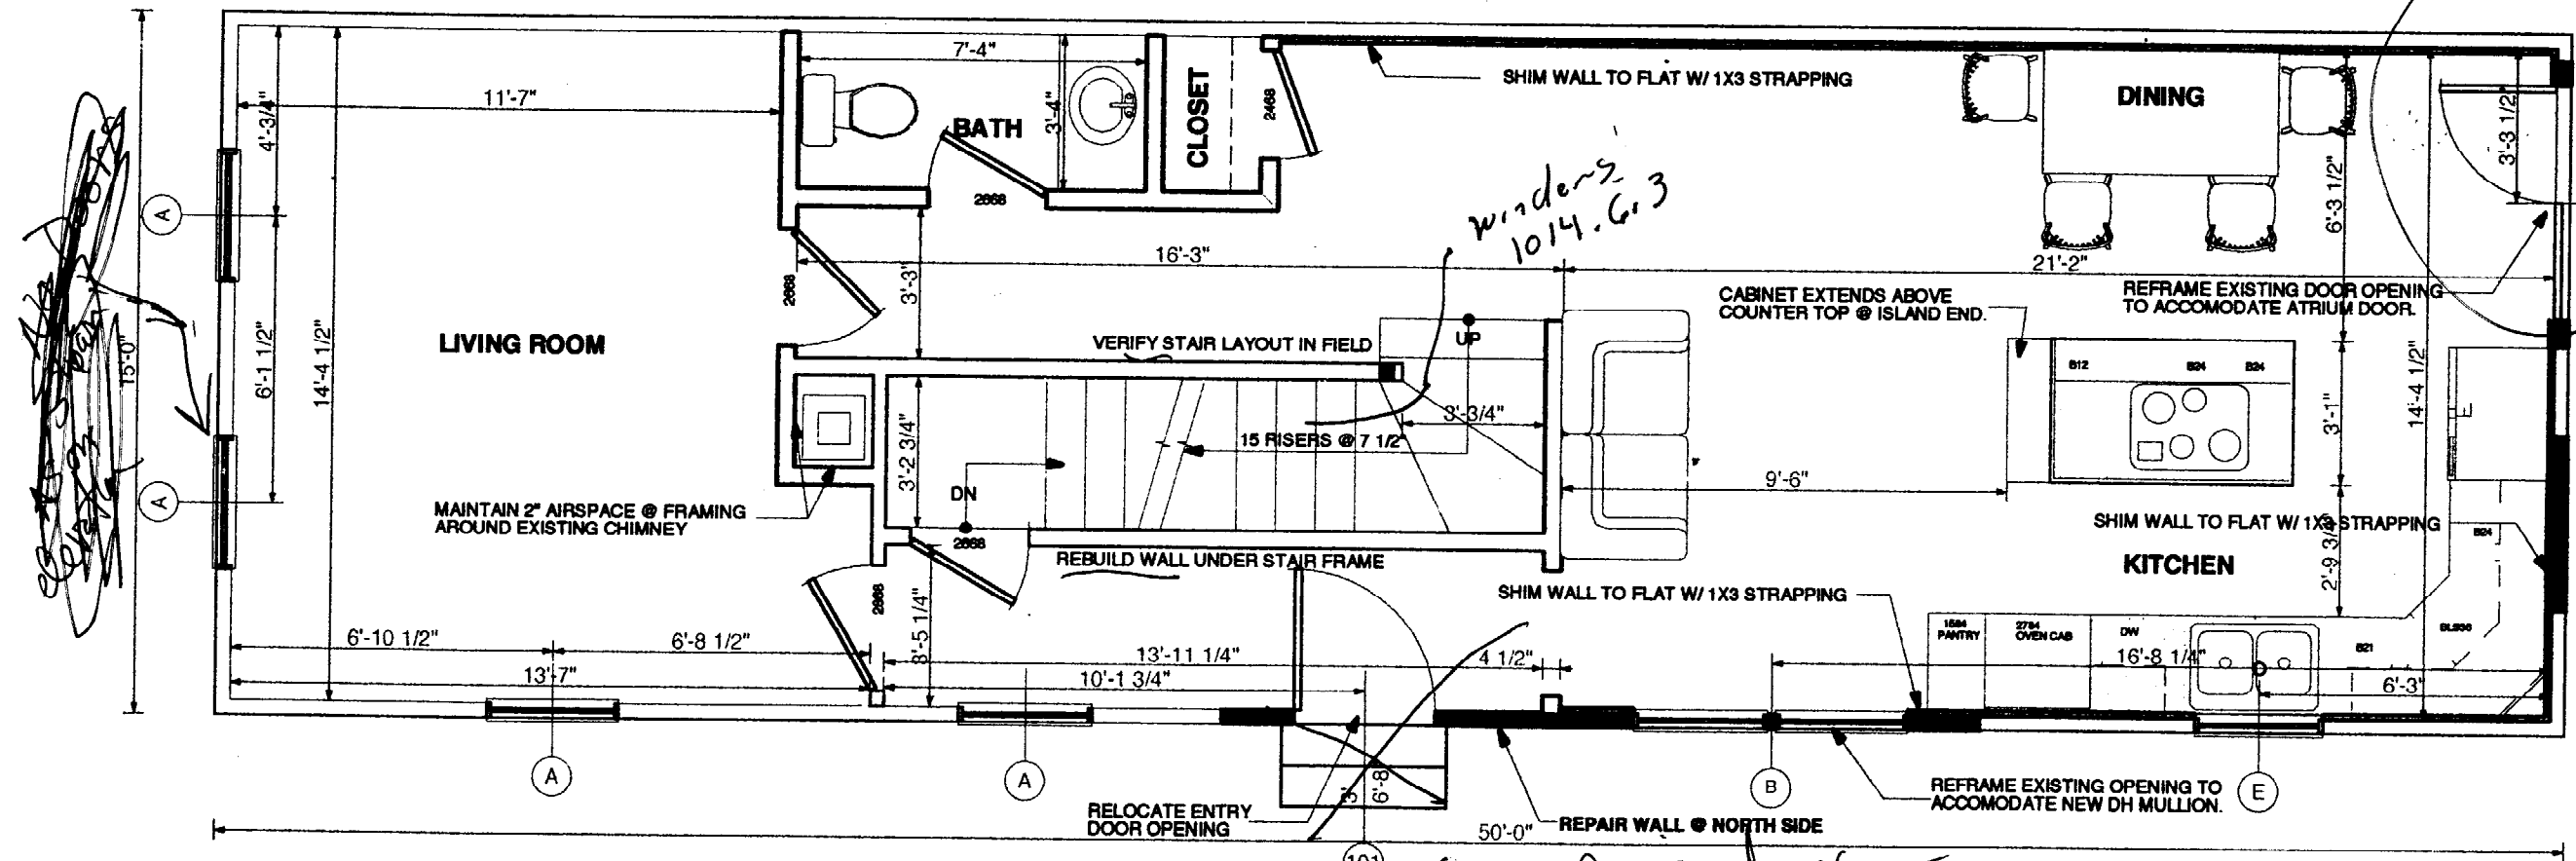 7'-4"
SHIM WALL TO FLAT W/ 1X3 STRAPPING
DINING
11'-7"
4'-3/4"
BATH
3'-4"
CLOSET
2468
3'-3 1/2"
A
2668
winders
1014.6.3
6'-3 1/2"
16'-3"
21'-2"
2668
3'-3"
CABINET EXTENDS ABOVE
COUNTER TOP @ ISLAND END.
REFRAME EXISTING DOOR OPENING
TO ACCOMODATE ATRIUM DOOR.
LIVING ROOM
VERIFY STAIR LAYOUT IN FIELD
UP
15'-0"
6'-1 1/2"
14'-4 1/2"
B12
B24
B24
3'-1"
14'-4 1/2"
E
3'-3/4"
15 RISERS @ 7 1/2"
3'-2 3/4"
9'-6"
DN
A
MAINTAIN 2" AIRSPACE @ FRAMING
AROUND EXISTING CHIMNEY
SHIM WALL TO FLAT W/ 1X3 STRAPPING
B24
2668
REBUILD WALL UNDER STAIR FRAME
KITCHEN
2'-9 3/4"
2668
3'-5 1/4"
SHIM WALL TO FLAT W/ 1X3 STRAPPING
6'-10 1/2"
6'-8 1/2"
13'-11 1/4"
4 1/2"
1584
PANTRY
2784
OVEN CAB
DW
B21
BLS36
16'-8 1/4"
13'-7"
10'-1 3/4"
6'-3"
A
A
3'
6'-8
B
REFRAME EXISTING OPENING TO
ACCOMODATE NEW DH MULLION.
E
RELOCATE ENTRY
DOOR OPENING
50'-0"
REPAIR WALL @ NORTH SIDE
101